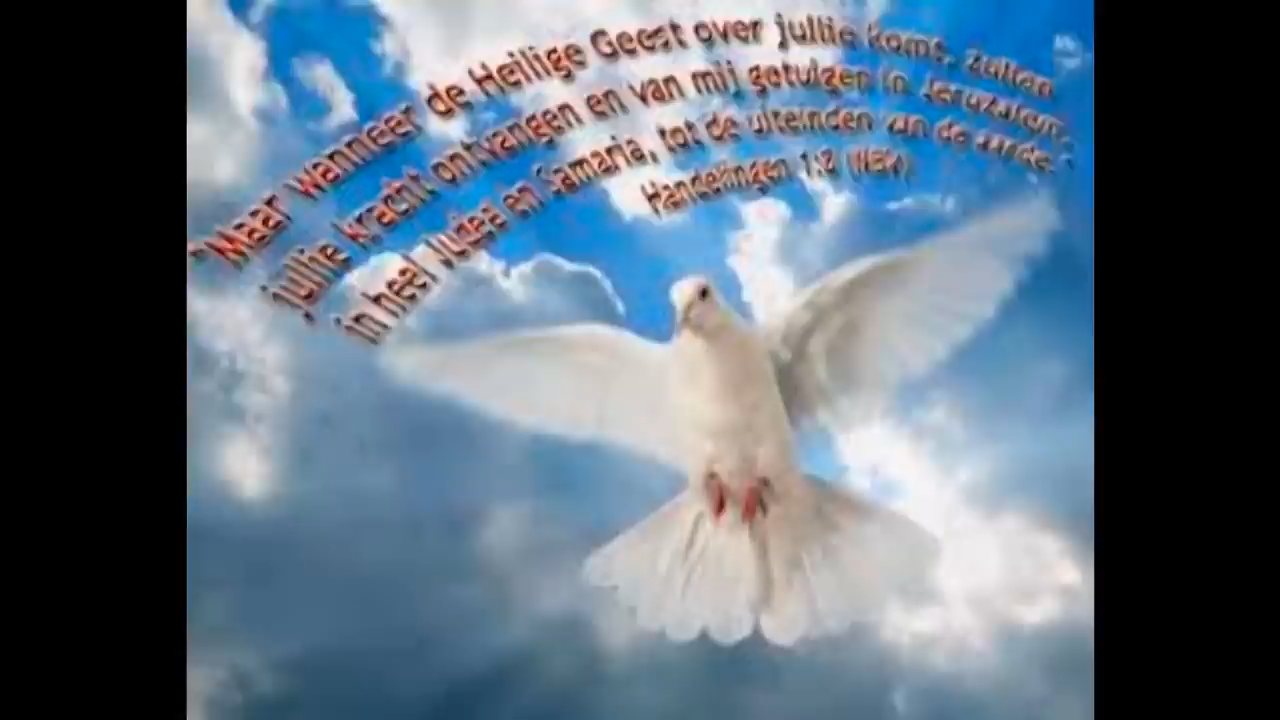 "Maar wanneer de Heilige Geest over jullie komt, zullen
jullie kracht ontvangen en van mij getuigen in Jeruzalem,
in heel Judea en Samaria, tot de uiteinden van de aarde."
Handelingen 1:8 (HBV)